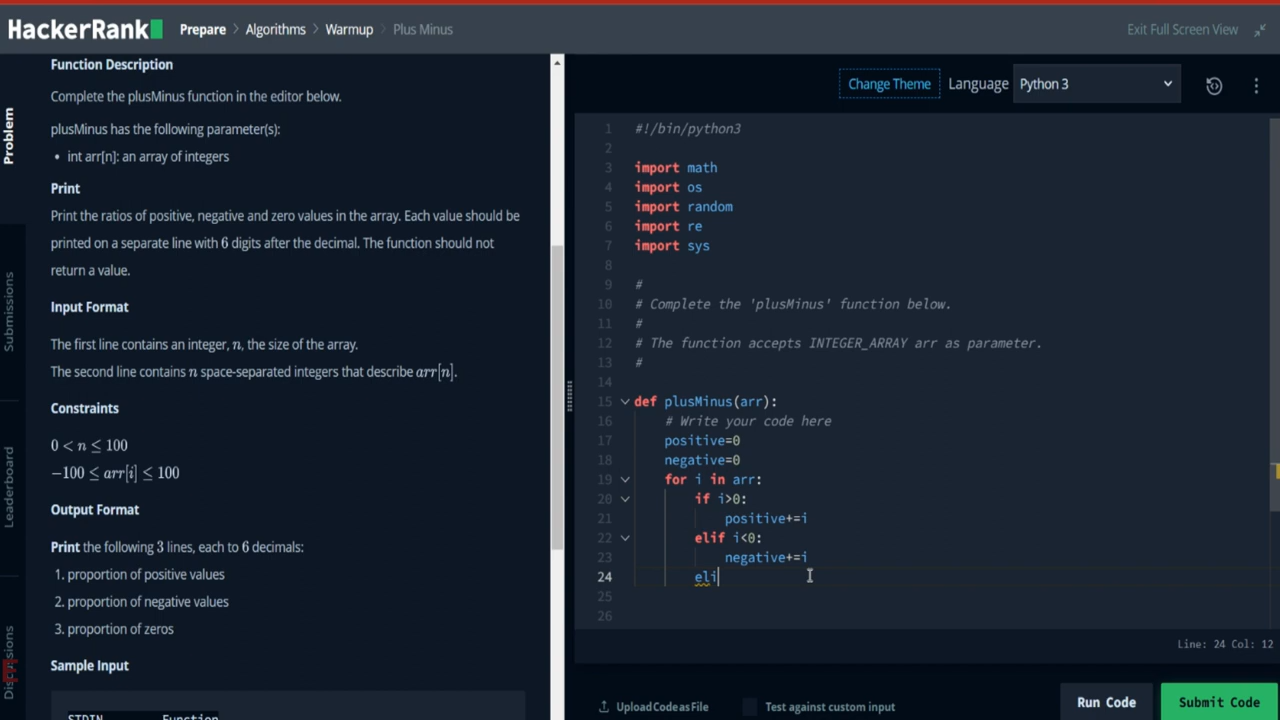 HackerRank Prepare > Algorithms > Warmup > Plus Minus Exit Full Screen View
Problem
Submissions
Leaderboard
Discussions
Function Description
Complete the plusMinus function in the editor below.
plusMinus has the following parameter(s):
• int arr[n]: an array of integers
Print
Print the ratios of positive, negative and zero values in the array. Each value should be
printed on a separate line with 6 digits after the decimal. The function should not
return a value.
Input Format
The first line contains an integer, n, the size of the array.
The second line contains n space-separated integers that describe arr[n].
Constraints
0 < n ≤ 100
−100 ≤ arr[i] ≤ 100
Output Format
Print the following 3 lines, each to 6 decimals:
1. proportion of positive values
2. proportion of negative values
3. proportion of zeros
Sample Input
STDIN Function
Change Theme Language Python 3
1 #!/bin/python3
2
3 import math
4 import os
5 import random
6 import re
7 import sys
8
9 #
10 # Complete the 'plusMinus' function below.
11 #
12 # The function accepts INTEGER_ARRAY arr as parameter.
13 #
14
15 def plusMinus(arr):
16 # Write your code here
17 positive=0
18 negative=0
19 for i in arr:
20 if i>0:
21 positive+=i
22 elif i<0:
23 negative+=i
24 eli
25
26
Line: 24 Col: 12
Upload Code as File Test against custom input Run Code Submit Code